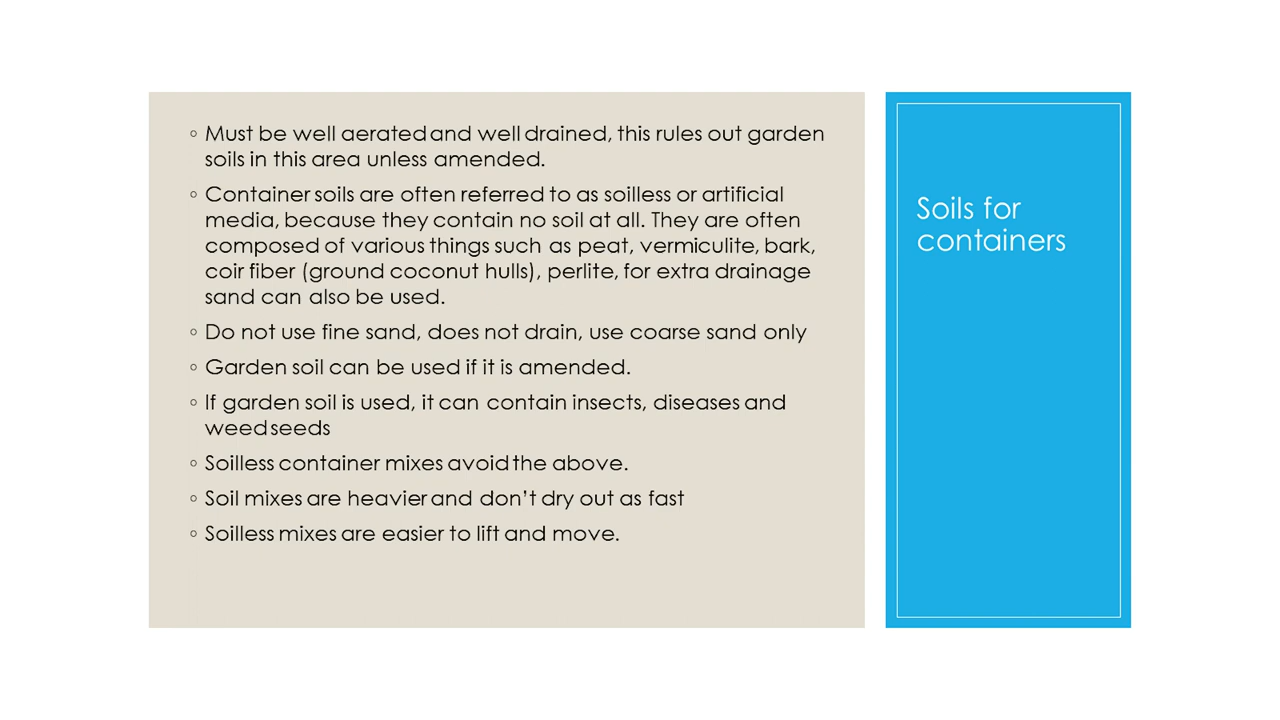 ◦ Must be well aerated and well drained, this rules out garden
soils in this area unless amended.
◦ Container soils are often referred to as soilless or artificial
media, because they contain no soil at all. They are often
composed of various things such as peat, vermiculite, bark,
coir fiber (ground coconut hulls), perlite, for extra drainage
sand can also be used.
◦ Do not use fine sand, does not drain, use coarse sand only
◦ Garden soil can be used if it is amended.
◦ If garden soil is used, it can contain insects, diseases and
weed seeds
◦ Soilless container mixes avoid the above.
◦ Soil mixes are heavier and don't dry out as fast
◦ Soilless mixes are easier to lift and move.
Soils for
containers